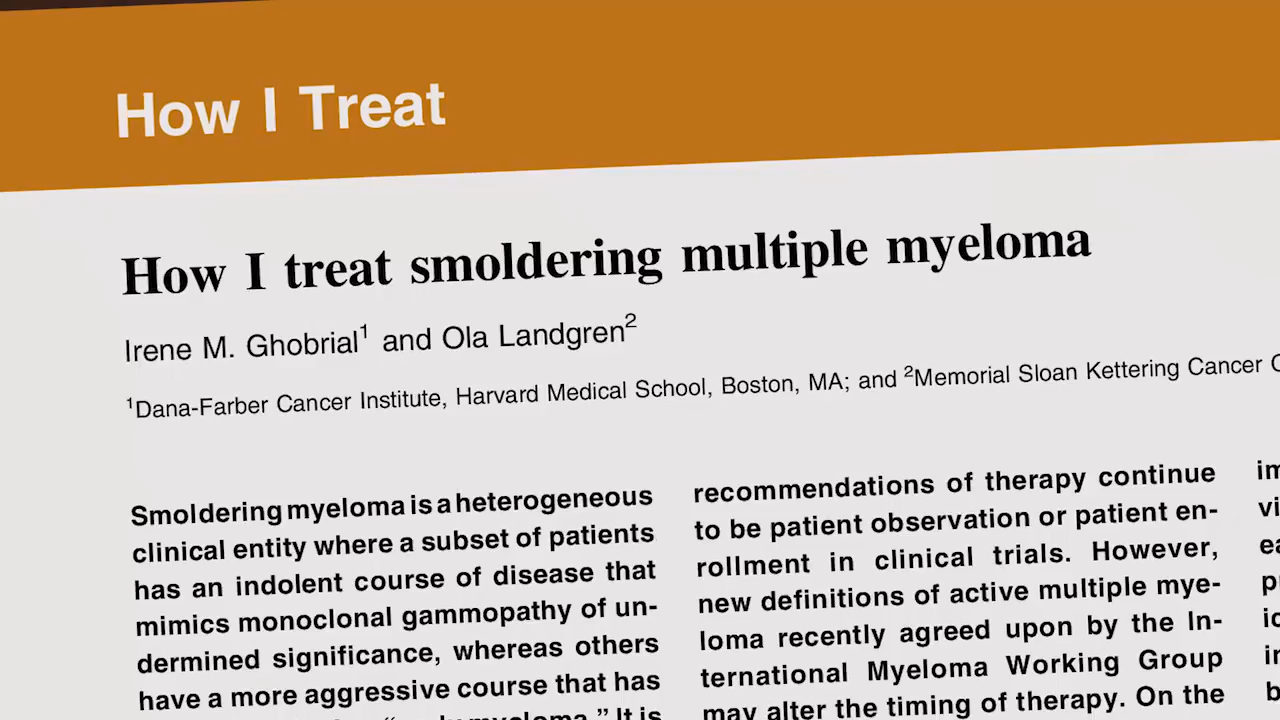 How I Treat
How I treat smoldering multiple myeloma
Irene M. Ghobrial1 and Ola Landgren2
1Dana-Farber Cancer Institute, Harvard Medical School, Boston, MA; and 2Memorial Sloan Kettering Cancer
Smoldering myeloma is a heterogeneous
clinical entity where a subset of patients
has an indolent course of disease that
mimics monoclonal gammopathy of un-
dermined significance, whereas others
have a more aggressive course that has
myeloma.” It is
recommendations of therapy continue
to be patient observation or patient en-
rollment in clinical trials. However,
new definitions of active multiple mye-
loma recently agreed upon by the In-
ternational Myeloma Working Group
may alter the timing of therapy. On the